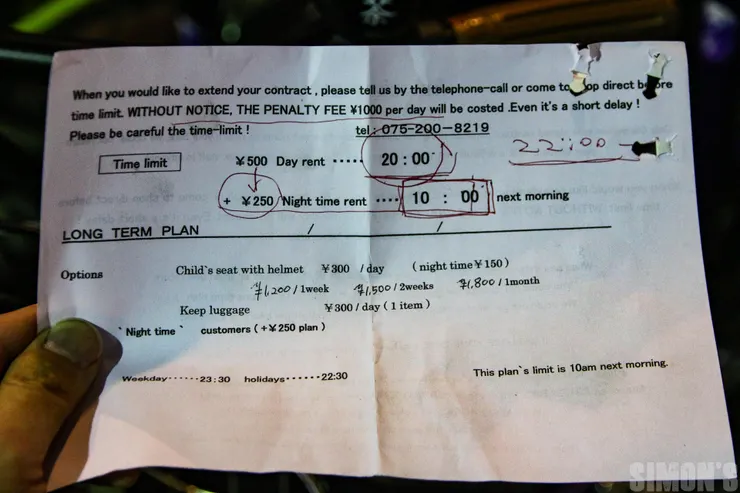 When you would like to extend your contract , please tell us by the telephone-call or come to shop direct before
time limit. WITHOUT NOTICE, THE PENALTY FEE ¥1000 per day will be costed .Even it's a short delay !
Please be careful the time-limit ! tel: 075-200-8219
22:00
Time limit ¥500 Day rent ····· 20 : 00
+ ¥250 Night time rent ···· 10 : 00 next morning
LONG TERM PLAN / /
Options Child`s seat with helmet ¥300 / day ( night time ¥150 )
¥1,200 / 1week ¥1,500 / 2weeks ¥1,800 / 1month
Keep luggage ¥300 / day ( 1 item )
`Night time` customers ( +¥250 plan )
Weekday······23:30 holidays······22:30
This plan`s limit is 10am next morning.
SIMON'S